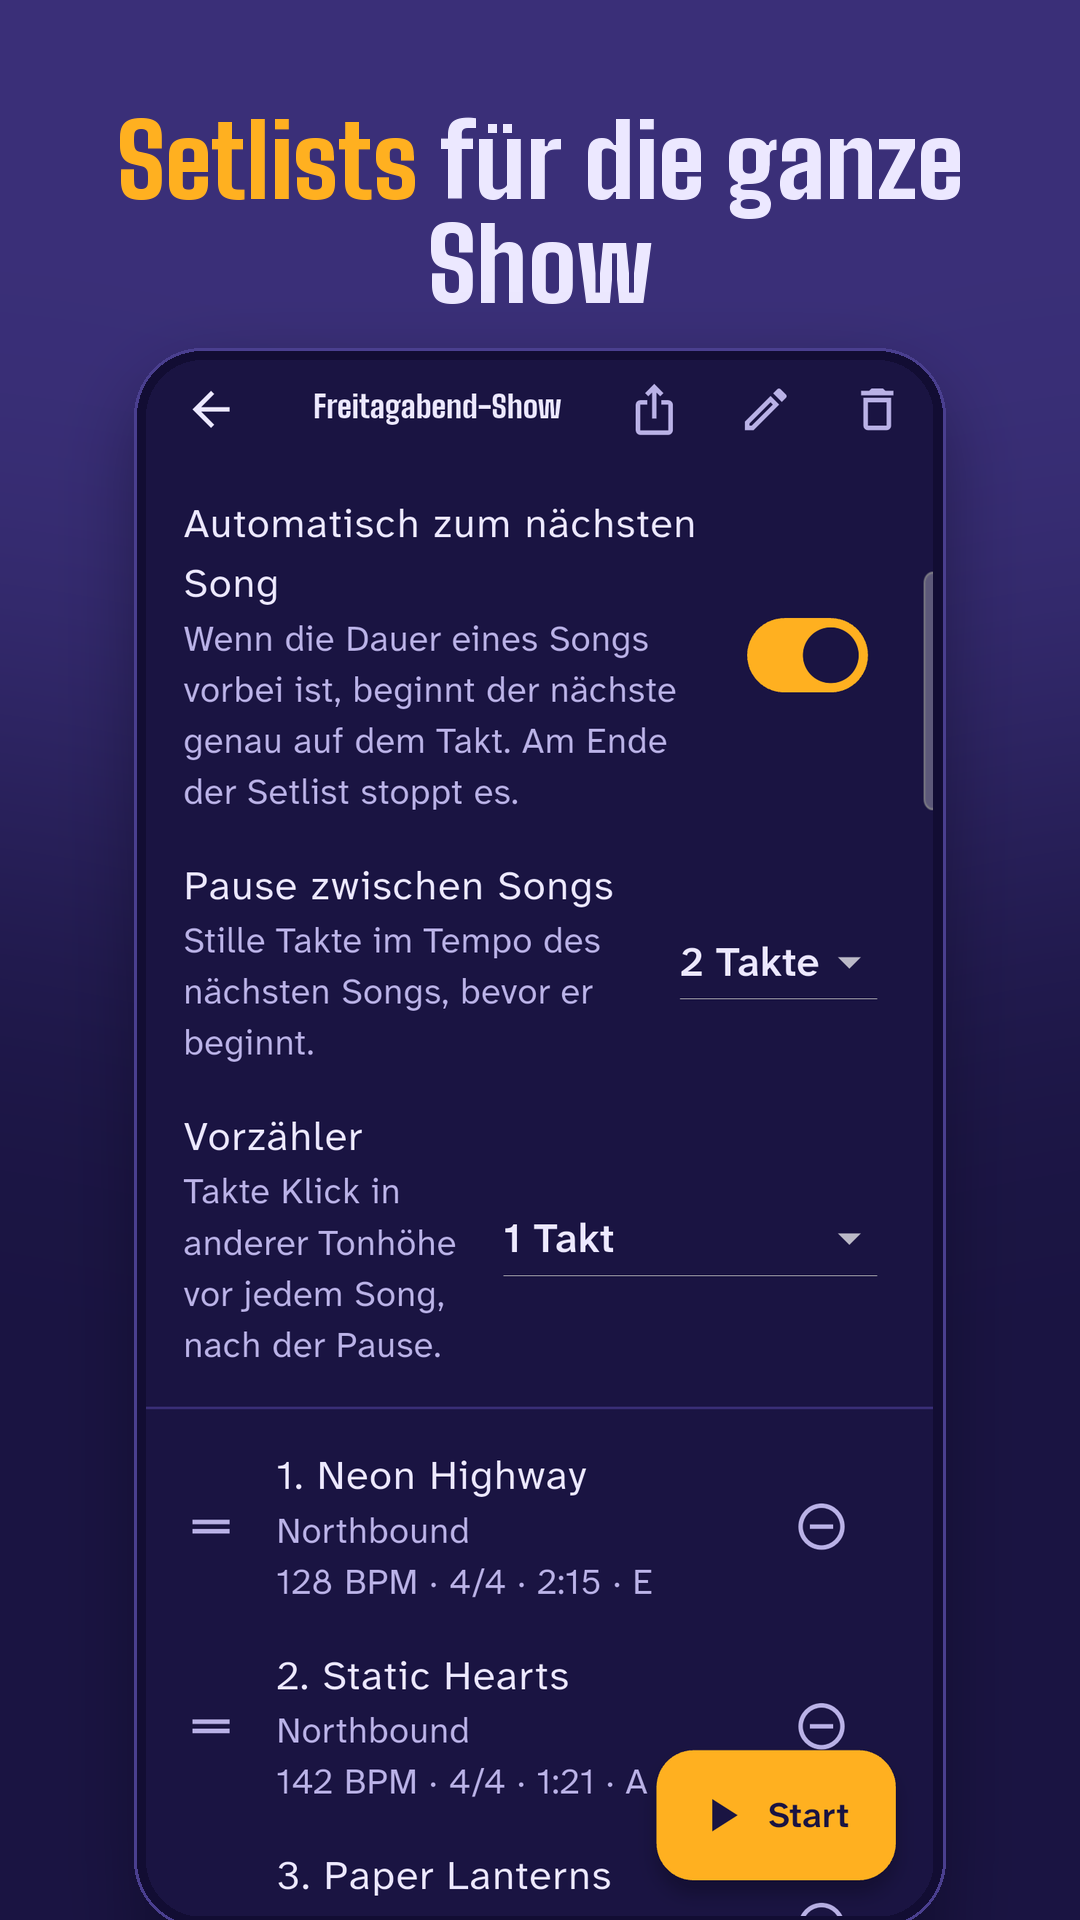 Setlists für die ganze
Show
Freitagabend-Show
Automatisch zum nächsten
Song
Wenn die Dauer eines Songs
vorbei ist, beginnt der nächste
genau auf dem Takt. Am Ende
der Setlist stoppt es.
Pause zwischen Songs
Stille Takte im Tempo des
nächsten Songs, bevor er
beginnt.
2 Takte
Vorzähler
Takte Klick in
anderer Tonhöhe
vor jedem Song,
nach der Pause.
1 Takt
1. Neon Highway
Northbound
128 BPM · 4/4 · 2:15 · E
2. Static Hearts
Northbound
142 BPM · 4/4 · 1:21 · A
Start
3. Paper Lanterns